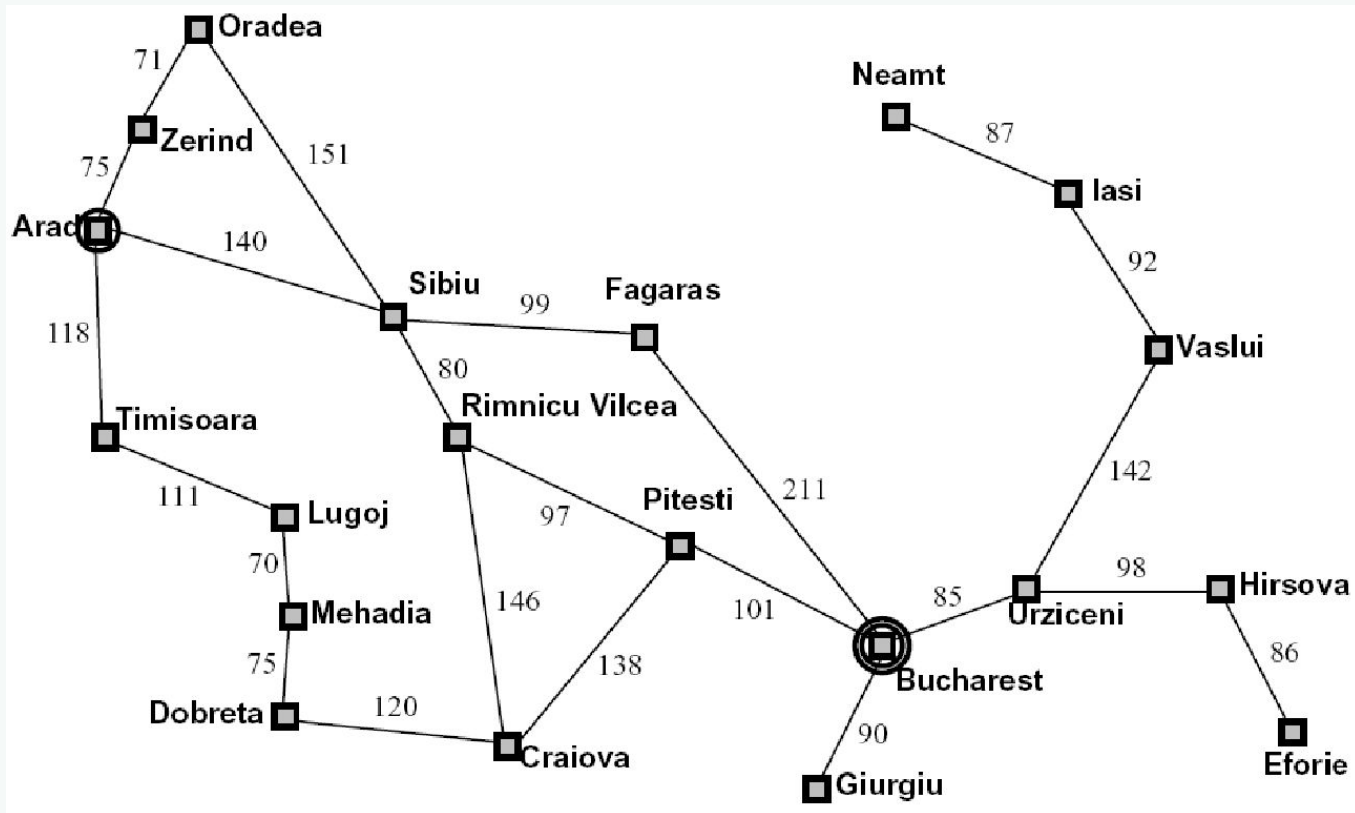 Oradea
71
Neamt
87
Zerind
151
75
Iasi
Arad
140
92
Sibiu
Fagaras
99
118
Vaslui
80
Timisoara
Rimnicu Vilcea
142
111
211
Lugoj
97
Pitesti
70
98
Hirsova
146
85
Mehadia
101
Urziceni
75
138
86
Bucharest
Dobreta
120
90
Craiova
Giurgiu
Eforie